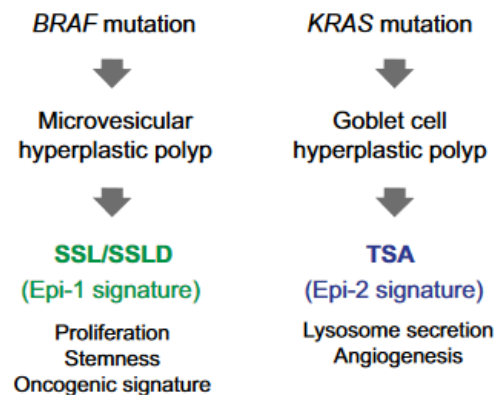 BRAF mutation
Microvesicular
hyperplastic polyp
SSL/SSLD
(Epi-1 signature)
Proliferation
Stemness
Oncogenic signature
KRAS mutation
Goblet cell
hyperplastic polyp
TSA
(Epi-2 signature)
Lysosome secretion
Angiogenesis